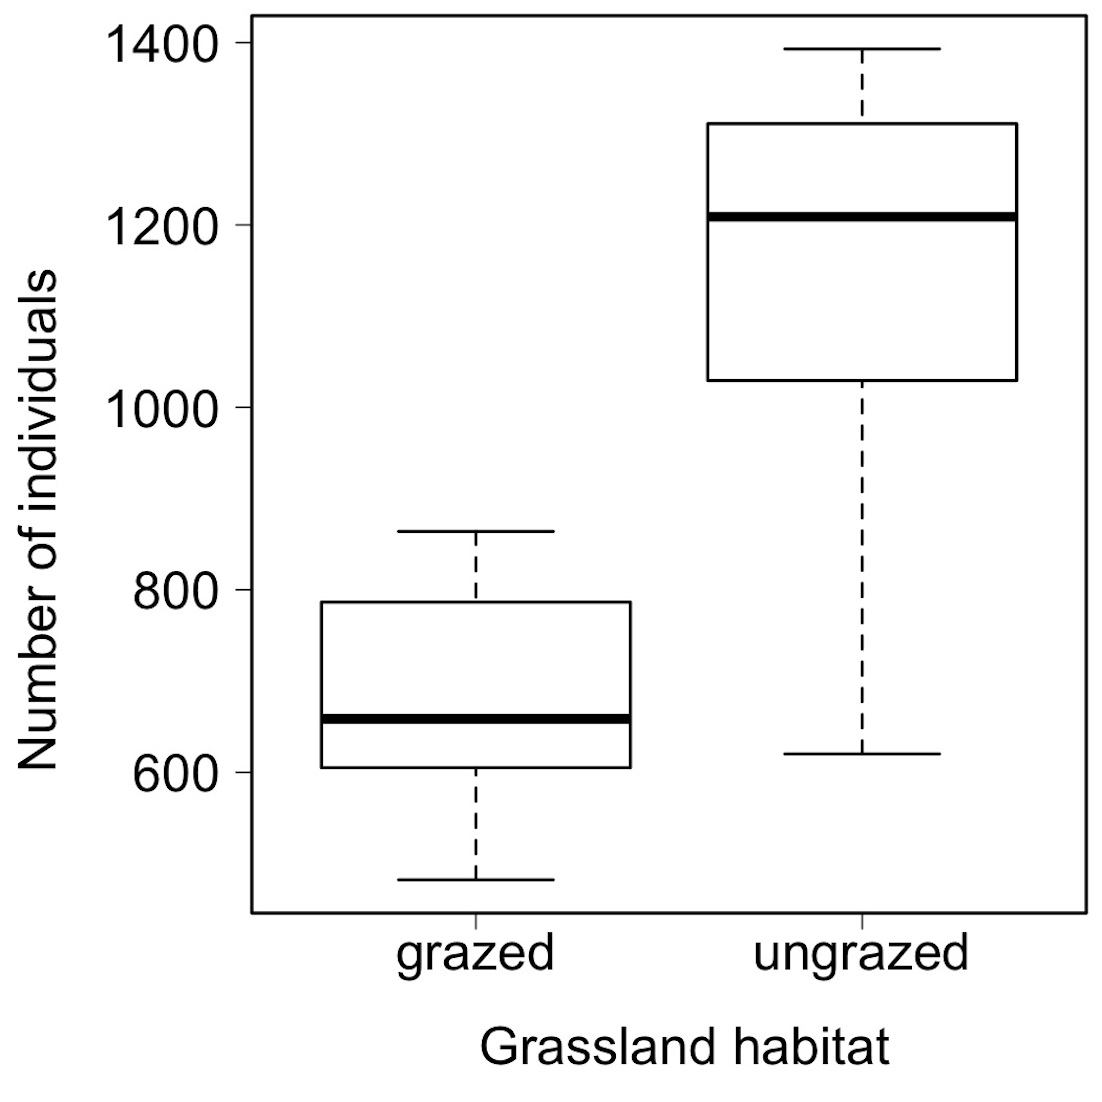 1400
1200
1000
800
600
Number of individuals
grazed
ungrazed
Grassland habitat